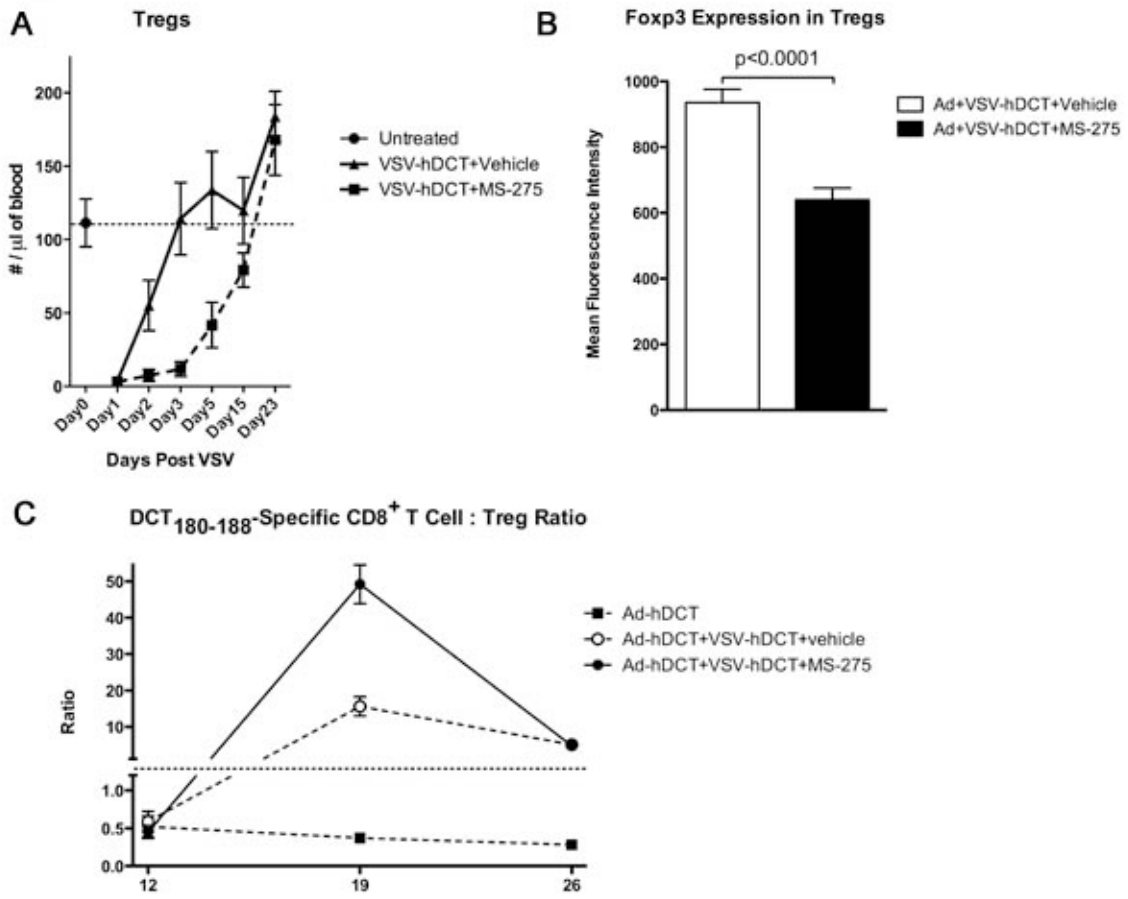 A
Tregs
# / µl of blood
200
150
100
50
0
Day0
Day1
Day2
Day3
Day5
Day15
Day23
Days Post VSV
Untreated
VSV-hDCT+Vehicle
VSV-hDCT+MS-275
B
Foxp3 Expression in Tregs
p<0.0001
Mean Fluorescence Intensity
1000
800
600
400
200
0
Ad+VSV-hDCT+Vehicle
Ad+VSV-hDCT+MS-275
C
DCT180-188-Specific CD8+ T Cell : Treg Ratio
Ratio
50
40
30
20
10
1.0
0.5
0.0
12
19
26
Ad-hDCT
Ad-hDCT+VSV-hDCT+vehicle
Ad-hDCT+VSV-hDCT+MS-275